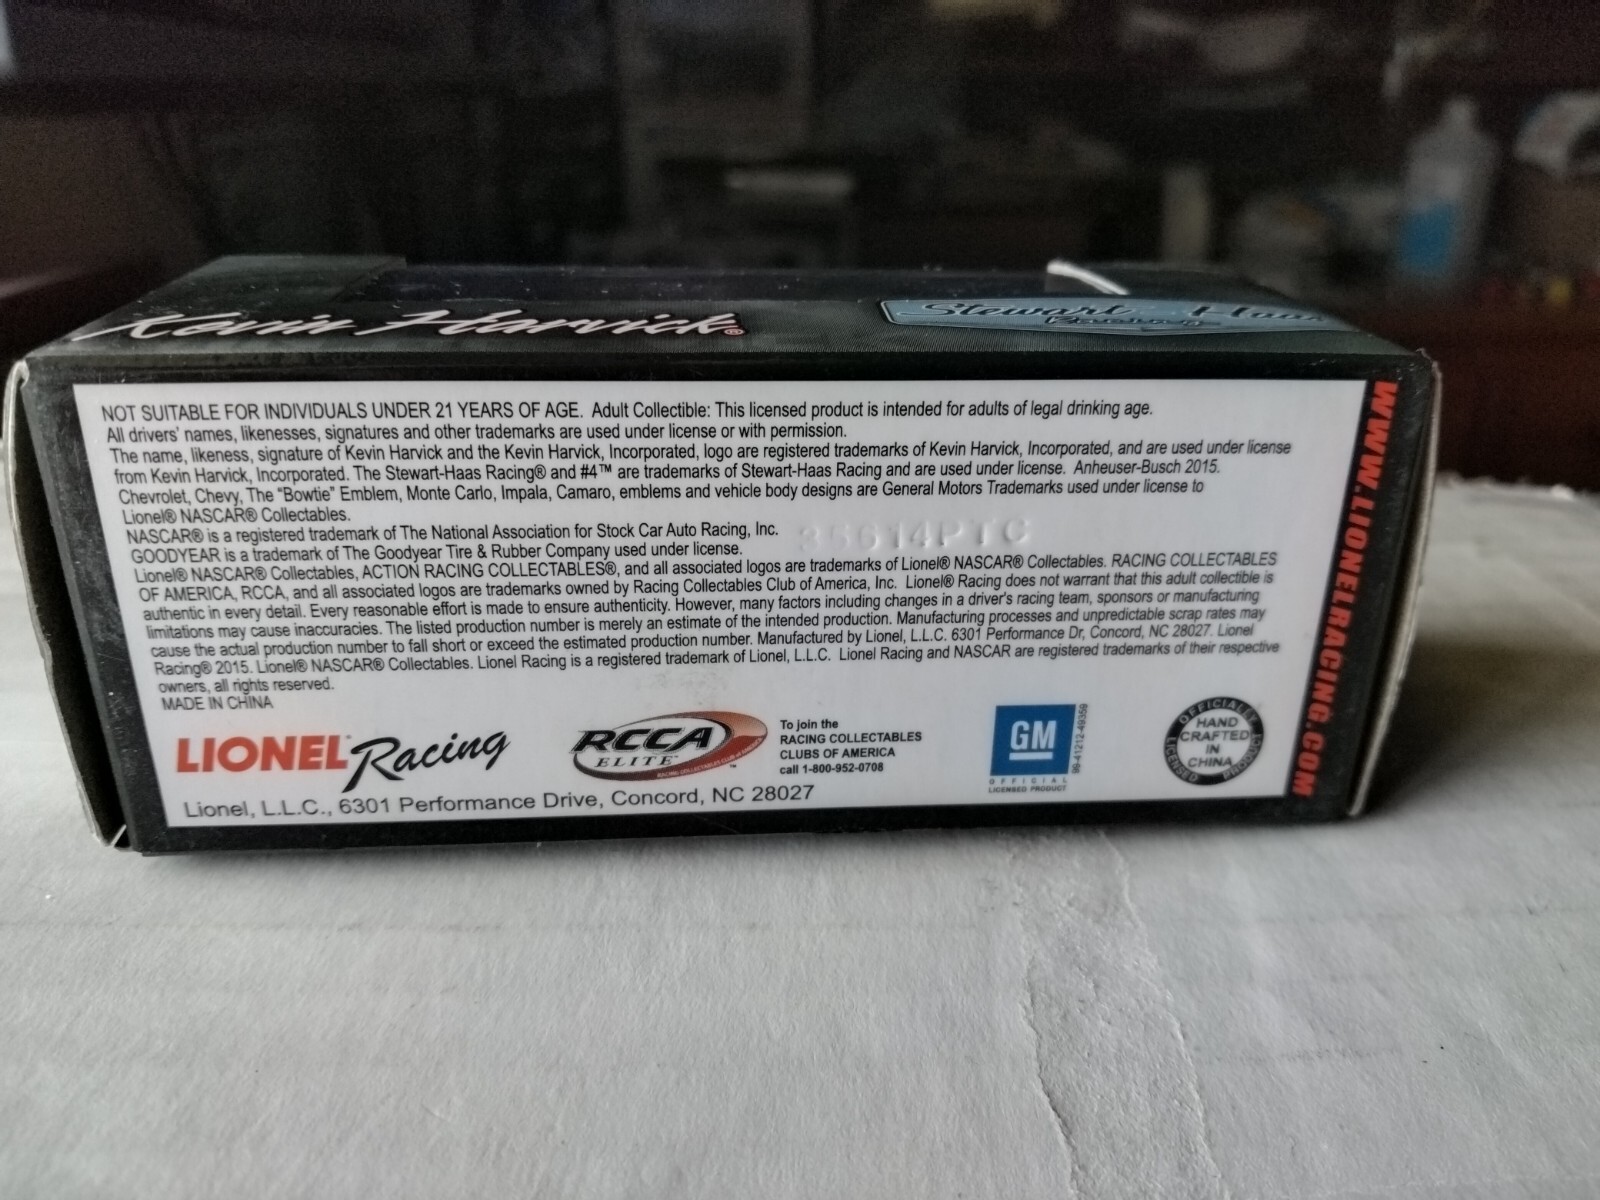 Kevin Harvick®
Stewart Haas
Racing
NOT SUITABLE FOR INDIVIDUALS UNDER 21 YEARS OF AGE. Adult Collectible: This licensed product is intended for adults of legal drinking age.
All drivers' names, likenesses, signatures and other trademarks are used under license or with permission.
The name, likeness, signature of Kevin Harvick and the Kevin Harvick, Incorporated, logo are registered trademarks of Kevin Harvick, Incorporated, and are used under license
from Kevin Harvick, Incorporated. The Stewart-Haas Racing® and #4™ are trademarks of Stewart-Haas Racing and are used under license. Anheuser-Busch 2015.
Chevrolet, Chevy, The "Bowtie" Emblem, Monte Carlo, Impala, Camaro, emblems and vehicle body designs are General Motors Trademarks used under license to
Lionel® NASCAR® Collectables.
NASCAR® is a registered trademark of The National Association for Stock Car Auto Racing, Inc.
GOODYEAR is a trademark of The Goodyear Tire & Rubber Company used under license.
Lionel® NASCAR® Collectables, ACTION RACING COLLECTABLES®, and all associated logos are trademarks of Lionel® NASCAR® Collectables. RACING COLLECTABLES
OF AMERICA, RCCA, and all associated logos are trademarks owned by Racing Collectables Club of America, Inc. Lionel® Racing does not warrant that this adult collectible is
authentic in every detail. Every reasonable effort is made to ensure authenticity. However, many factors including changes in a driver's racing team, sponsors or manufacturing
limitations may cause inaccuracies. The listed production number is merely an estimate of the intended production. Manufacturing processes and unpredictable scrap rates may
cause the actual production number to fall short or exceed the estimated production number. Manufactured by Lionel, L.L.C. 6301 Performance Dr, Concord, NC 28027. Lionel
Racing® 2015. Lionel® NASCAR® Collectables. Lionel Racing is a registered trademark of Lionel, L.L.C. Lionel Racing and NASCAR are registered trademarks of their respective
owners, all rights reserved.
MADE IN CHINA
LIONEL Racing
RCCA
ELITE™
To join the
RACING COLLECTABLES
CLUBS OF AMERICA
call 1-800-952-0708
GM
OFFICIAL
LICENSED PRODUCT
99-41212-49359
OFFICIALLY LICENSED PRODUCT
HAND
CRAFTED
IN
CHINA
Lionel, L.L.C., 6301 Performance Drive, Concord, NC 28027
WWW.LIONELRACING.COM